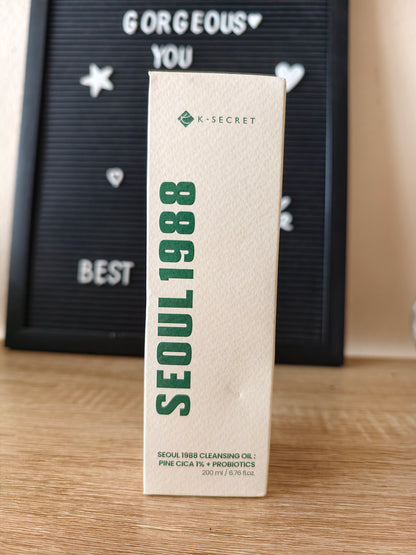 GORGEOUS
YOU
K•SECRET
SEOUL1988
BEST
SEOUL 1988 CLEANSING OIL :
PINE CICA 1% + PROBIOTICS
200 ml / 6.76 fl.oz.